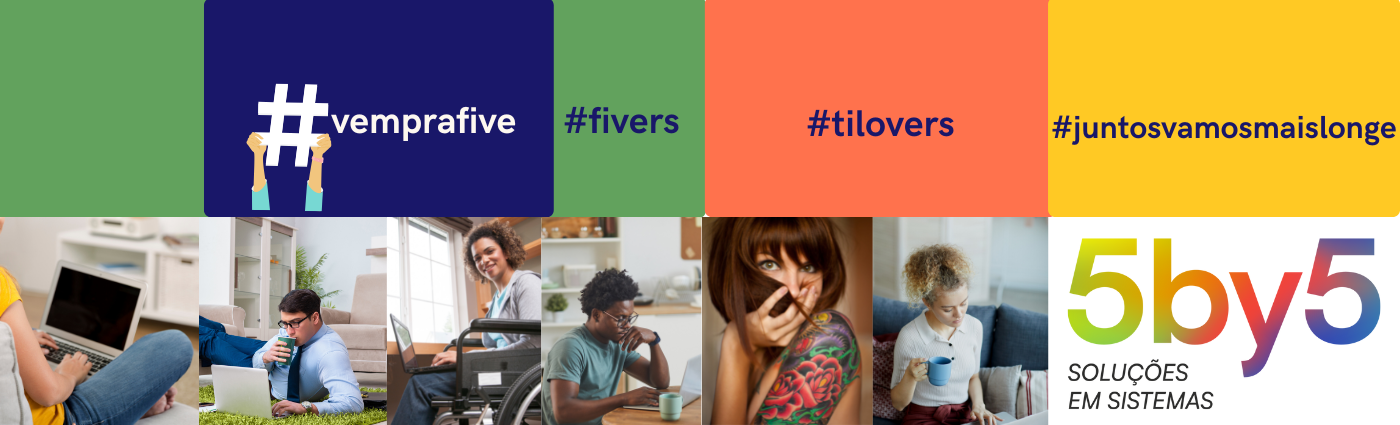 #vemprafive
#fivers
#tilovers
#juntosvamosmaislonge
5by5
SOLUÇÕES
EM SISTEMAS